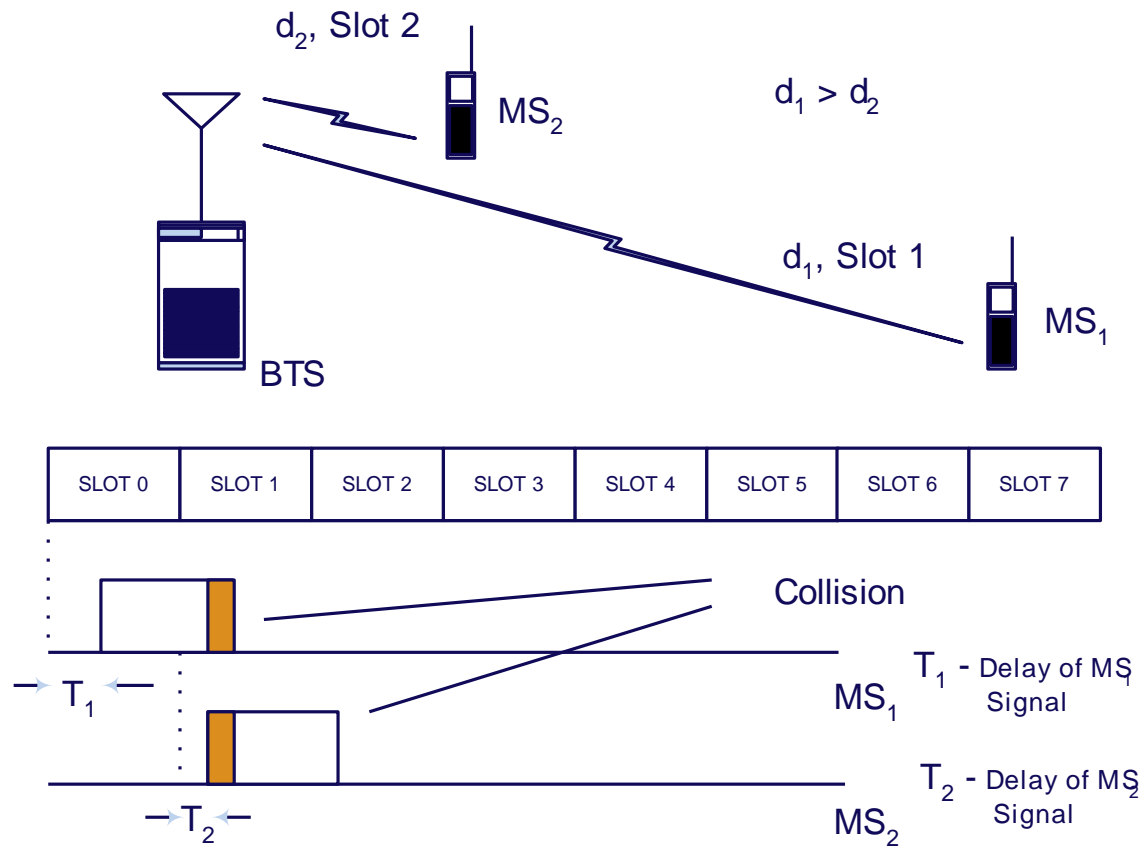 d₂, Slot 2
MS₂
d₁ > d₂
d₁, Slot 1
MS₁
BTS
SLOT 0 SLOT 1 SLOT 2 SLOT 3 SLOT 4 SLOT 5 SLOT 6 SLOT 7
Collision
T₁
MS₁
T₁ - Delay of MS₁
Signal
T₂
MS₂
T₂ - Delay of MS₂
Signal